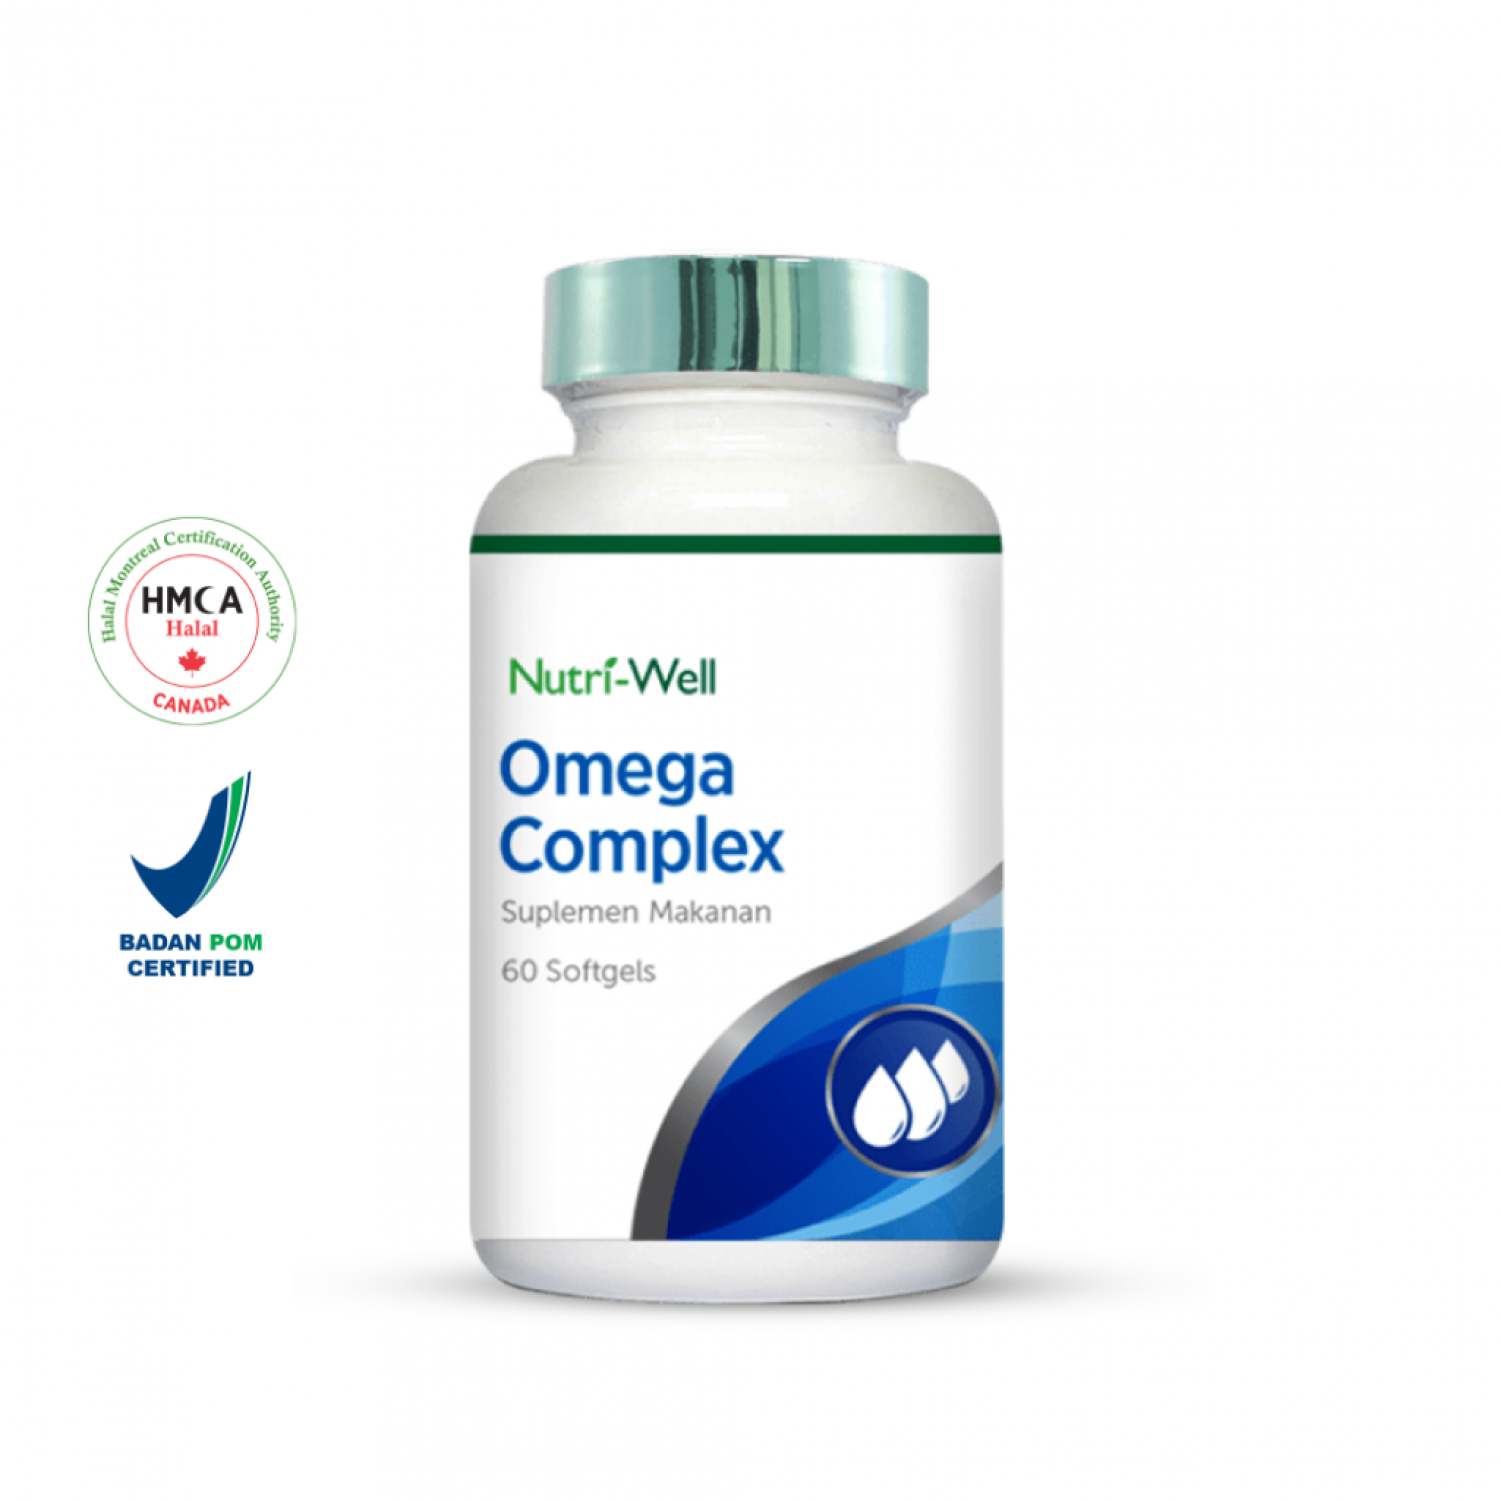 Halal Montreal Certification Authority
HMCA
Halal
CANADA
BADAN POM
CERTIFIED
Nutri-Well
Omega
Complex
Suplemen Makanan
60 Softgels